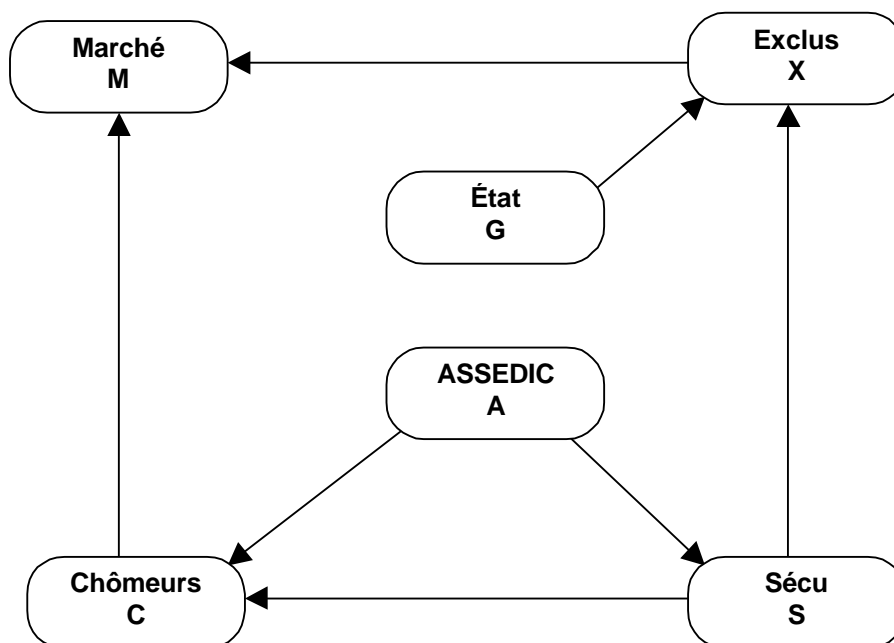 Marché
M
Exclus
X
État
G
ASSEDIC
A
Chômeurs
C
Sécu
S